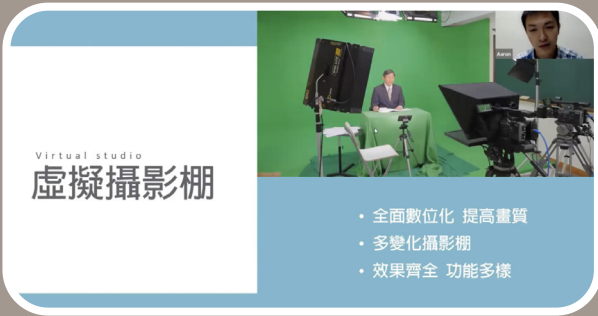 Virtual studio
虛擬攝影棚
Aaron
• 全面數位化 提高畫質
• 多變化攝影棚
• 效果齊全 功能多樣